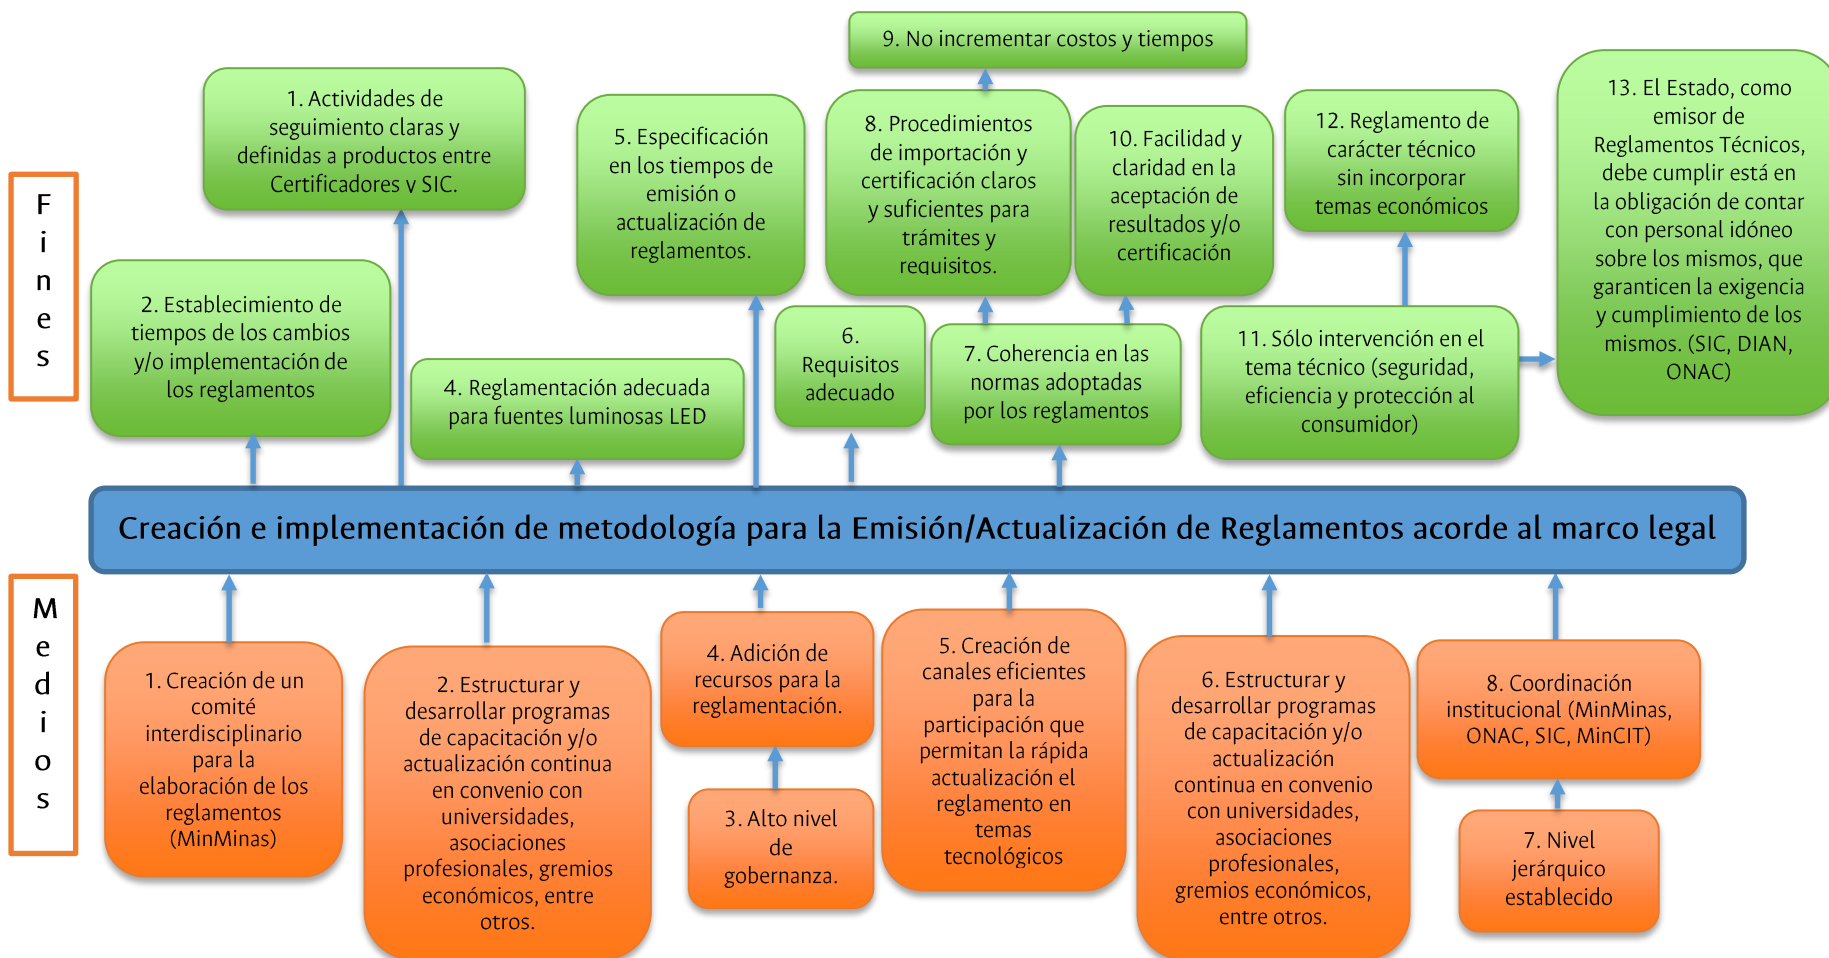 Fines
1. Actividades de
seguimiento claras y
definidas a productos entre
Certificadores y SIC.
2. Establecimiento de
tiempos de los cambios
y/o implementación de
los reglamentos
4. Reglamentación adecuada
para fuentes luminosas LED
5. Especificación
en los tiempos de
emisión o
actualización de
reglamentos.
6.
Requisitos
adecuado
7. Coherencia en las
normas adoptadas
por los reglamentos
8. Procedimientos
de importación y
certificación claros
y suficientes para
trámites y
requisitos.
9. No incrementar costos y tiempos
10. Facilidad y
claridad en la
aceptación de
resultados y/o
certificación
11. Sólo intervención en el
tema técnico (seguridad,
eficiencia y protección al
consumidor)
12. Reglamento de
carácter técnico
sin incorporar
temas económicos
13. El Estado, como
emisor de
Reglamentos Técnicos,
debe cumplir está en
la obligación de contar
con personal idóneo
sobre los mismos, que
garanticen la exigencia
y cumplimiento de los
mismos. (SIC, DIAN,
ONAC)
Creación e implementación de metodología para la Emisión/Actualización de Reglamentos acorde al marco legal
Medios
1. Creación de un
comité
interdisciplinario
para la
elaboración de los
reglamentos
(MinMinas)
2. Estructurar y
desarrollar programas
de capacitación y/o
actualización continua
en convenio con
universidades,
asociaciones
profesionales, gremios
económicos, entre
otros.
4. Adición de
recursos para la
reglamentación.
3. Alto nivel
de
gobernanza.
5. Creación de
canales eficientes
para la
participación que
permitan la rápida
actualización el
reglamento en
temas
tecnológicos
6. Estructurar y
desarrollar programas
de capacitación y/o
actualización
continua en convenio
con universidades,
asociaciones
profesionales,
gremios económicos,
entre otros.
8. Coordinación
institucional (MinMinas,
ONAC, SIC, MinCIT)
7. Nivel
jerárquico
establecido